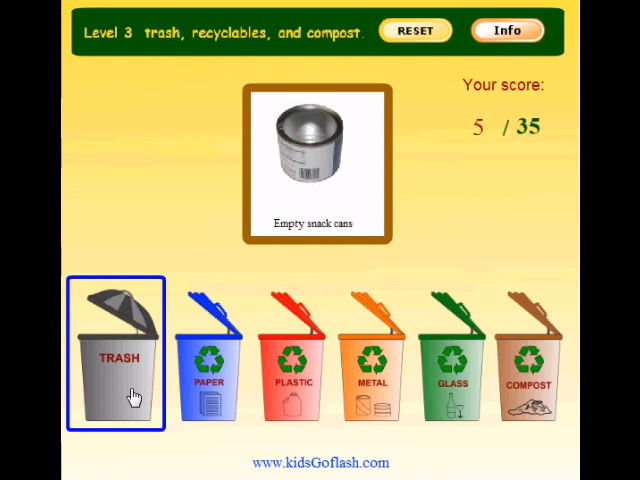 Level 3 trash, recyclables, and compost.
RESET
Info
Your score:
5 / 35
Empty snack cans
TRASH
PAPER
PLASTIC
METAL
GLASS
COMPOST
www.kidsGoflash.com